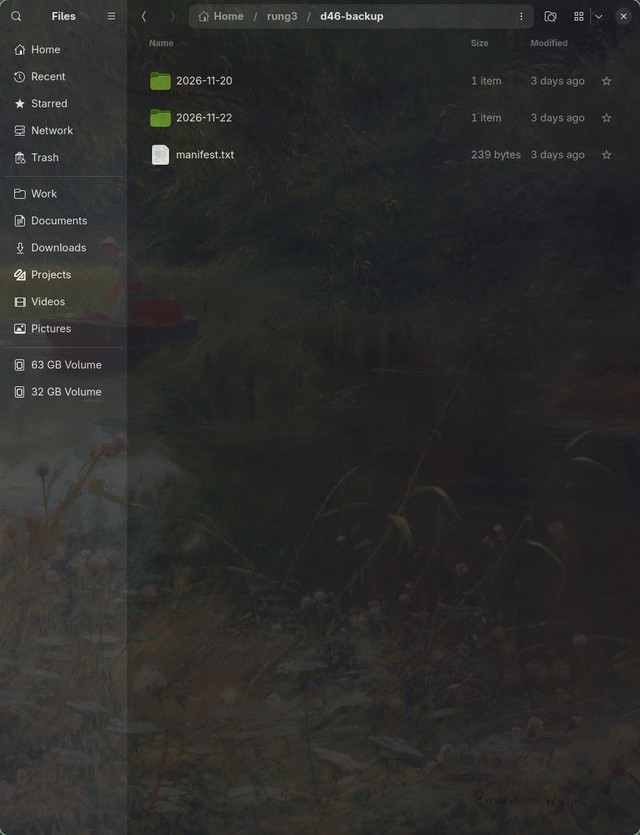 Files
Home / rung3 / d46-backup
Name Size Modified
Home
Recent
Starred
Network
Trash
Work
Documents
Downloads
Projects
Videos
Pictures
63 GB Volume
32 GB Volume
2026-11-20 1 item 3 days ago
2026-11-22 1 item 3 days ago
manifest.txt 239 bytes 3 days ago